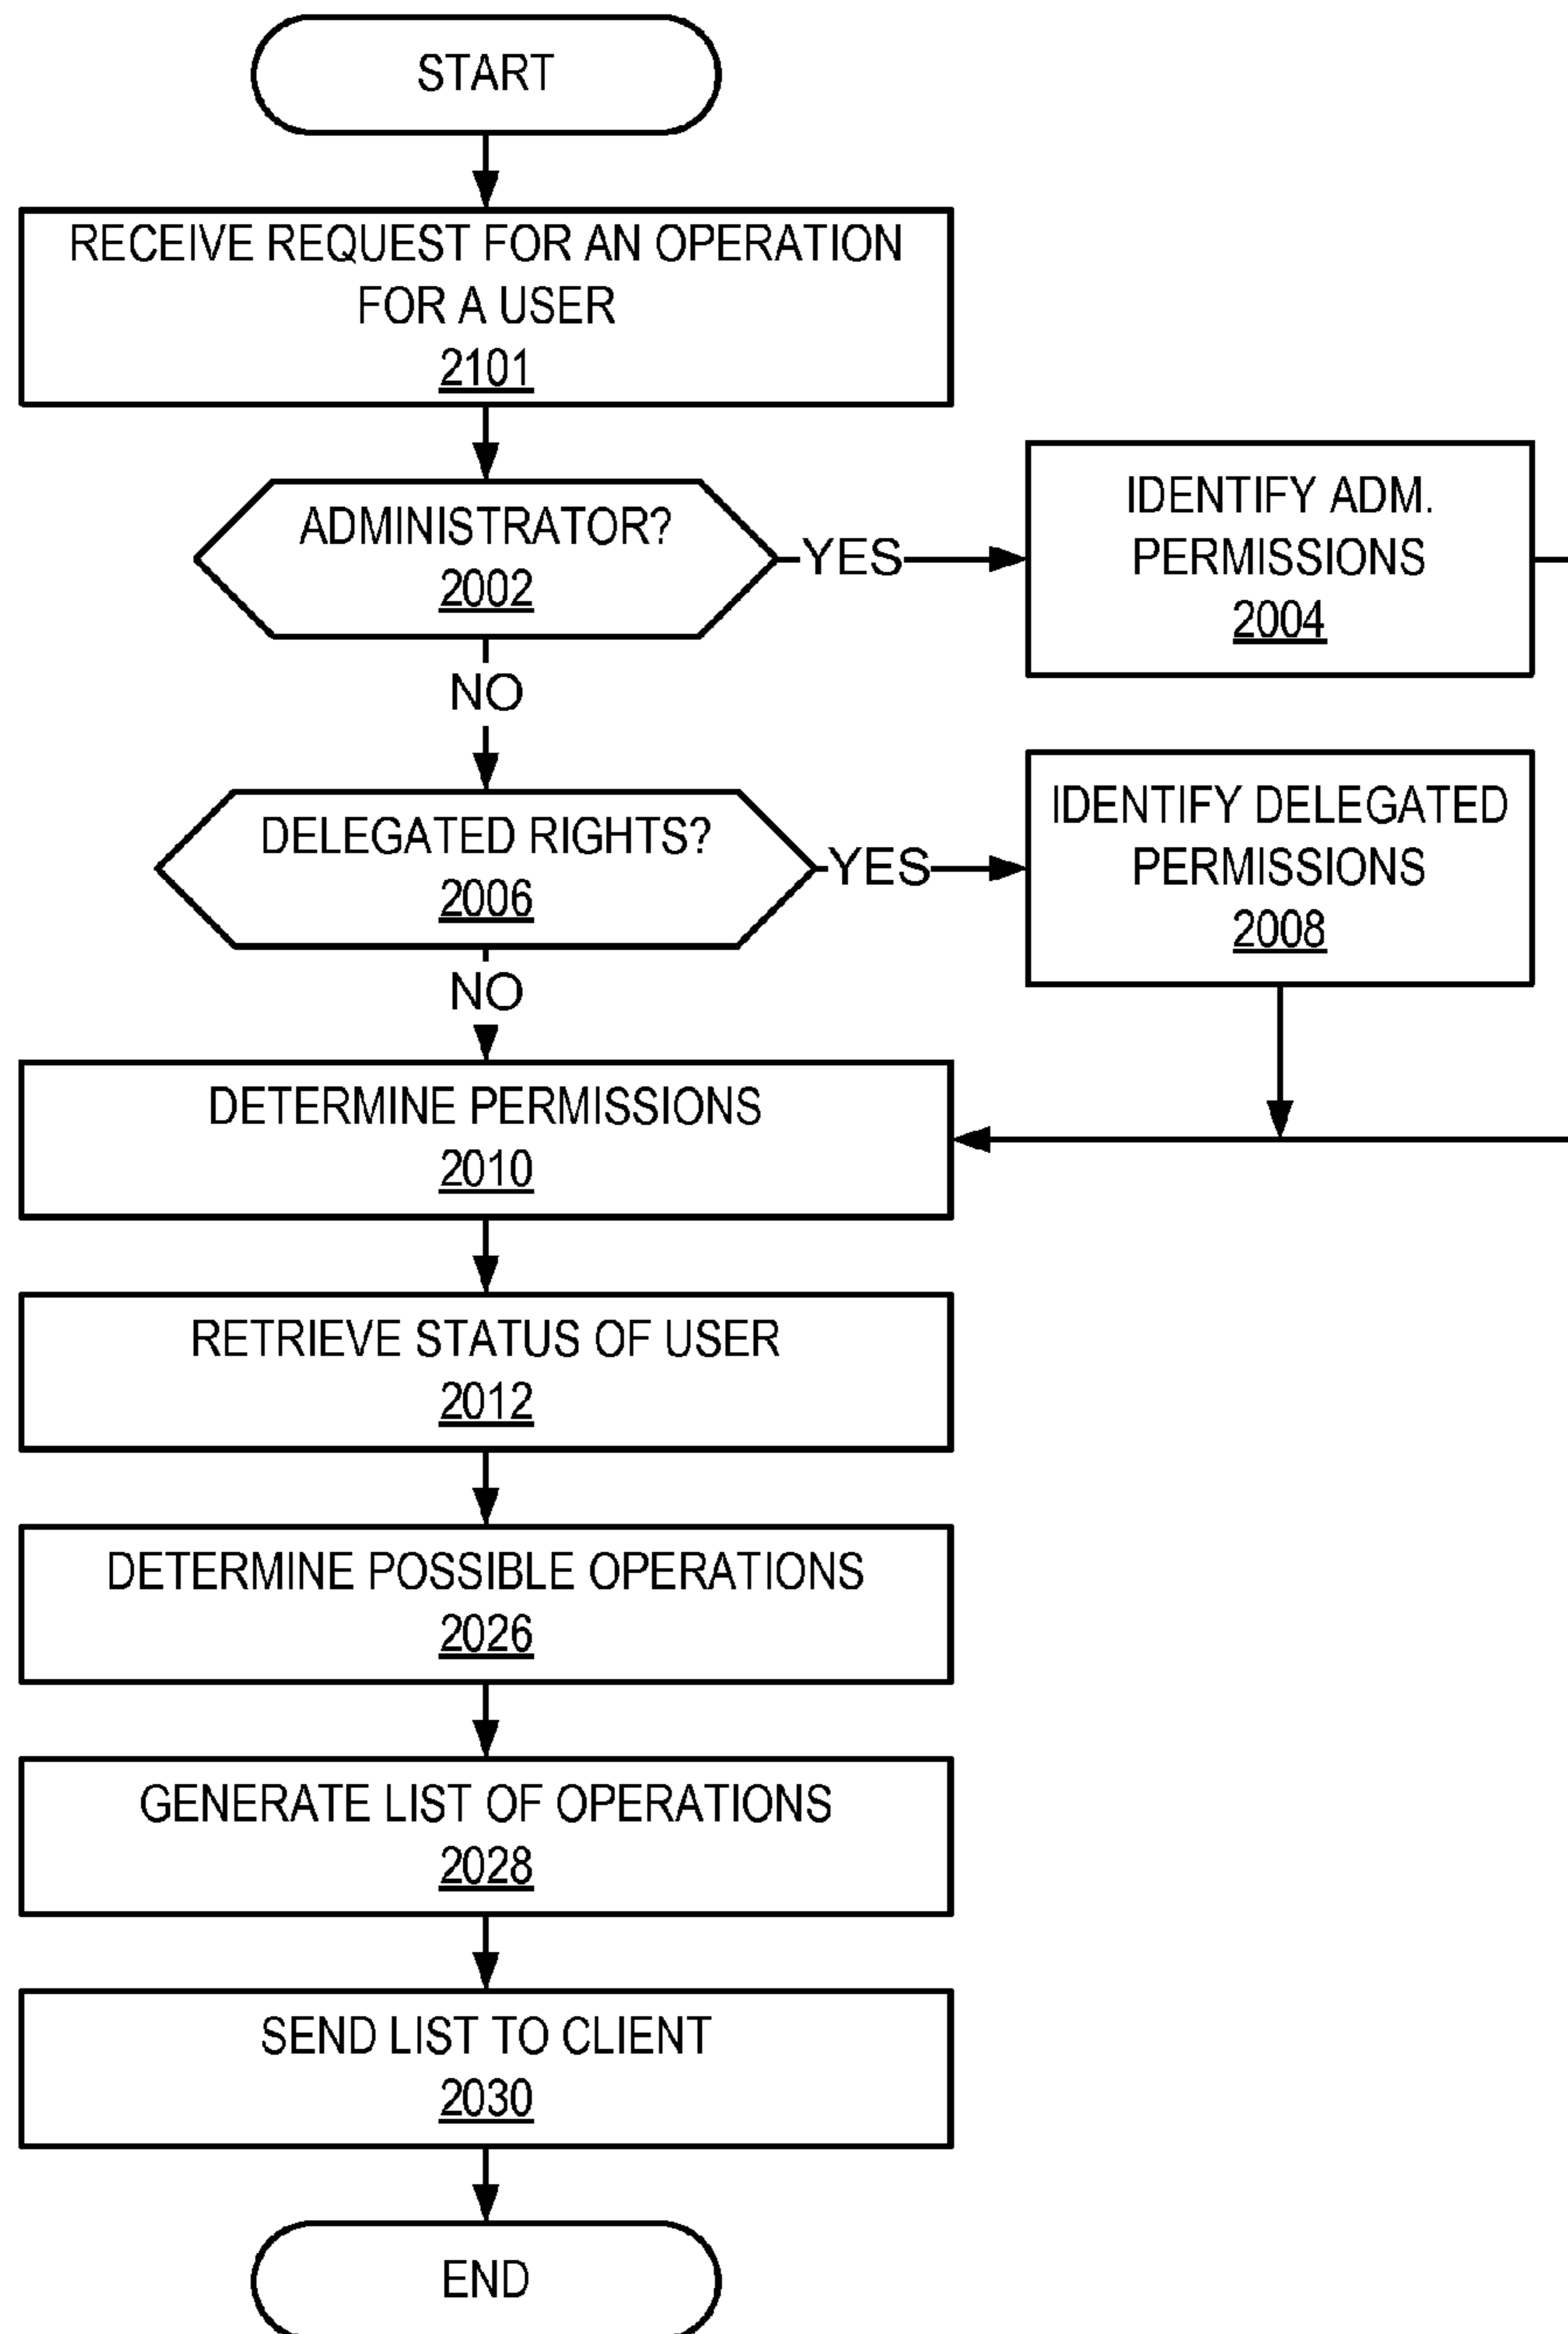 START
RECEIVE REQUEST FOR AN OPERATION
FOR A USER
2101
ADMINISTRATOR?
2002
YES
IDENTIFY ADM.
PERMISSIONS
2004
NO
DELEGATED RIGHTS?
2006
YES
IDENTIFY DELEGATED
PERMISSIONS
2008
NO
DETERMINE PERMISSIONS
2010
RETRIEVE STATUS OF USER
2012
DETERMINE POSSIBLE OPERATIONS
2026
GENERATE LIST OF OPERATIONS
2028
SEND LIST TO CLIENT
2030
END